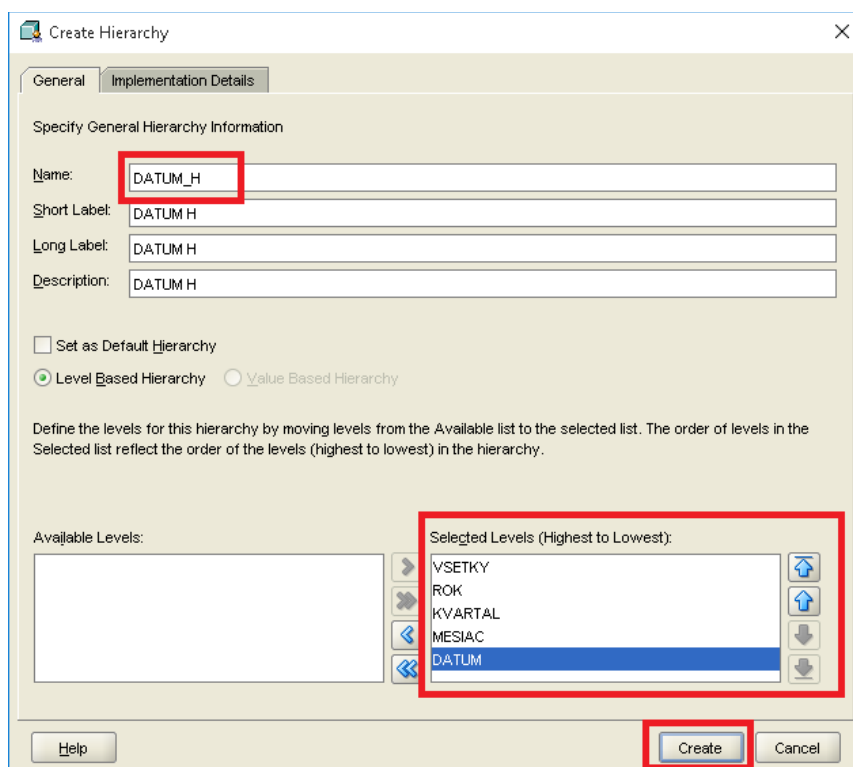 Create Hierarchy
General
Implementation Details
Specify General Hierarchy Information
Name: DATUM_H
Short Label: DATUM H
Long Label: DATUM H
Description: DATUM H
Set as Default Hierarchy
Level Based Hierarchy Value Based Hierarchy
Define the levels for this hierarchy by moving levels from the Available list to the selected list. The order of levels in the
Selected list reflect the order of the levels (highest to lowest) in the hierarchy.
Available Levels:
Selected Levels (Highest to Lowest):
VSETKY
ROK
KVARTAL
MESIAC
DATUM
Help
Create
Cancel